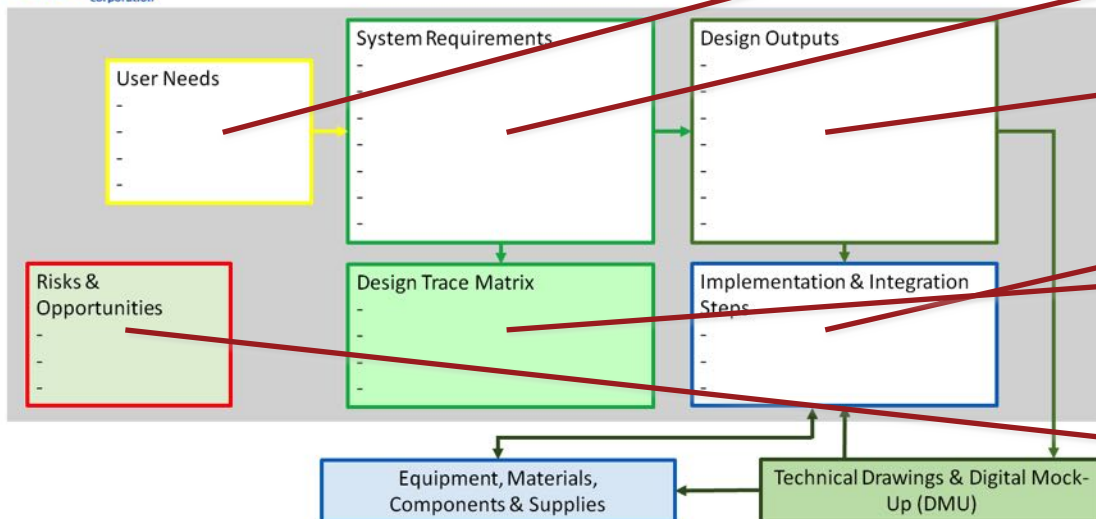 Corporation
User Needs
-
-
-
-
-
System Requirements
-
-
-
-
-
-
-
Design Outputs
-
-
-
-
-
-
-
Risks &
Opportunities
-
-
-
Design Trace Matrix
-
-
-
-
Implementation & Integration
Steps
-
-
-
Equipment, Materials,
Components & Supplies
Technical Drawings & Digital Mock-
Up (DMU)